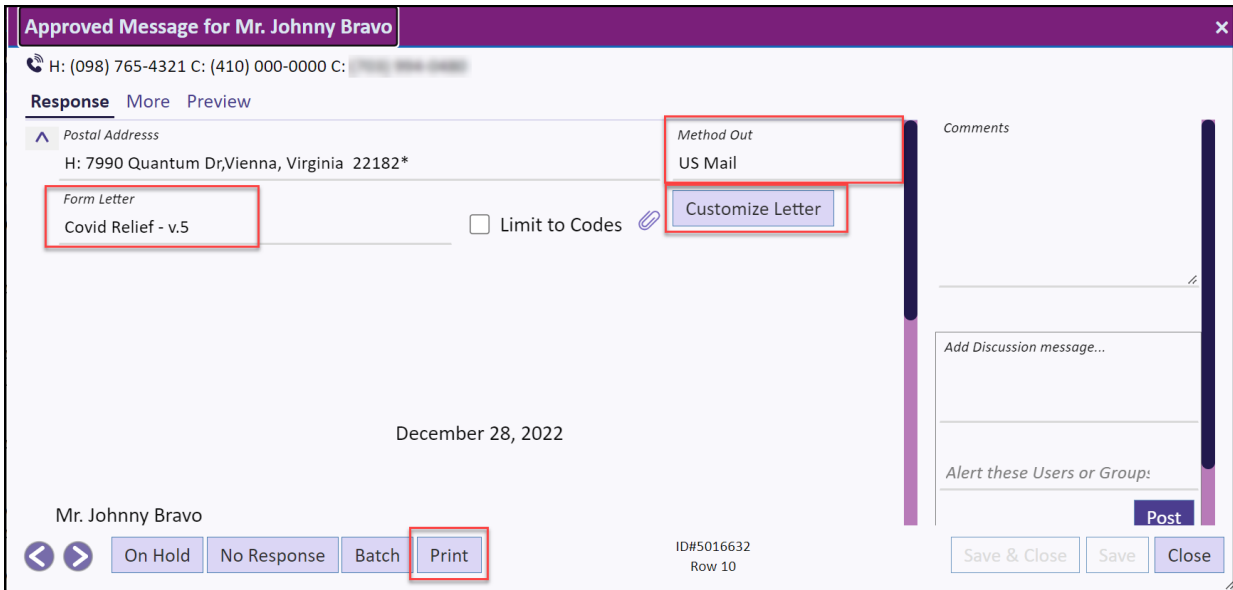 Approved Message for Mr. Johnny Bravo
H: (098) 765-4321 C: (410) 000-0000 C:
Response More Preview
Postal Addresss
H: 7990 Quantum Dr,Vienna, Virginia 22182*
Method Out
US Mail
Form Letter
Covid Relief - v.5
Limit to Codes
Customize Letter
December 28, 2022
Mr. Johnny Bravo
Comments
Add Discussion message...
Alert these Users or Groups
Post
On Hold No Response Batch Print
ID#5016632
Row 10
Save & Close Save Close